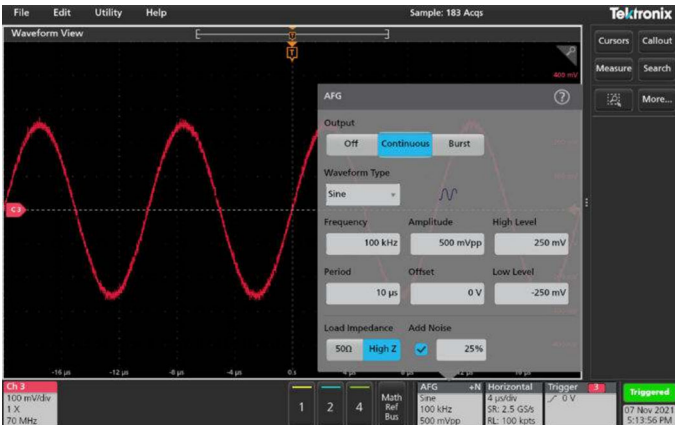 File Edit Utility Help Sample: 183 Acqs Tektronix
Waveform View
T
T
Cursors Callout
400 mV
Measure Search
More...
AFG ?
Output
Off Continuous Burst
Waveform Type
Sine
C3
Frequency Amplitude High Level
100 kHz 500 mVpp 250 mV
Period Offset Low Level
10 µs 0 V -250 mV
Load Impedance Add Noise
50Ω High Z 25%
-16 µs -12 µs -8 µs -4 µs 0 s 4 µs
Ch 3
100 mV/div
1 X
70 MHz
1 2 4
Math
Ref
Bus
AFG +N
Sine
100 kHz
500 mVpp
Horizontal
4 µs/div
SR: 2.5 GS/s
RL: 100 kpts
Trigger 3
0 V
Triggered
07 Nov 2021
5:13:56 PM